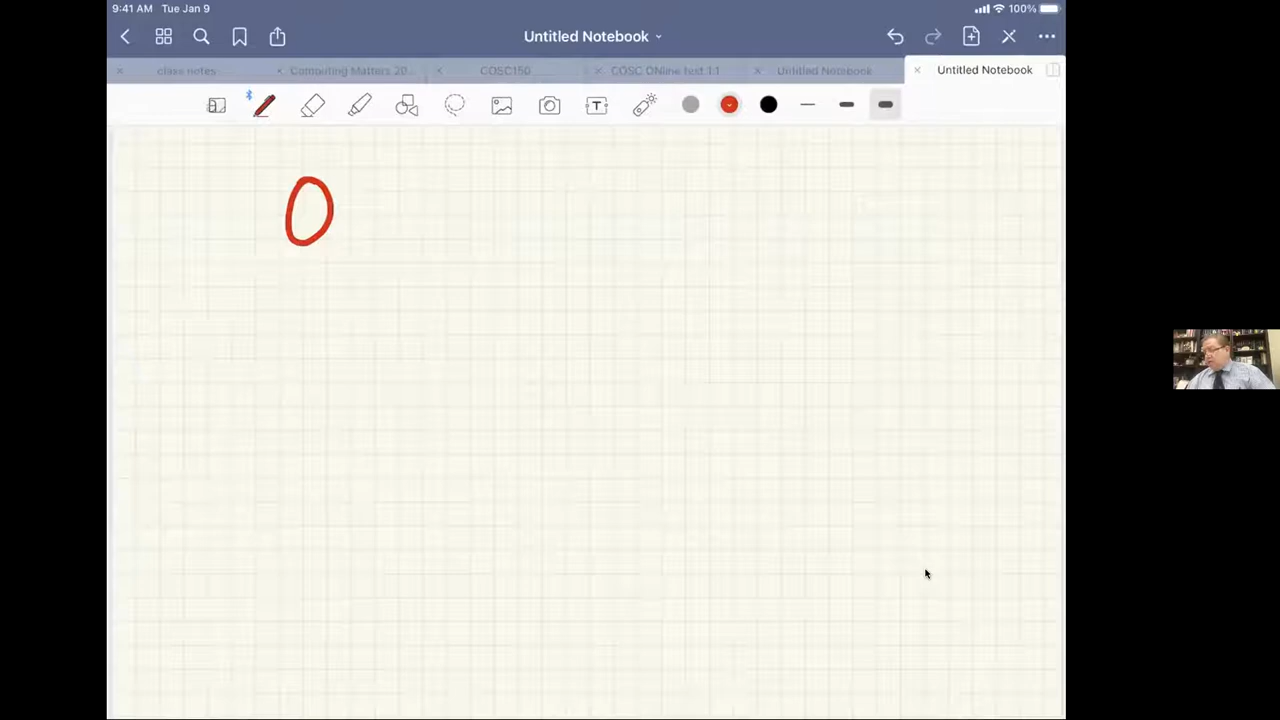 9:41 AM Tue Jan 9 100%
Untitled Notebook
class notes Computing Matters 20... COSC150 COSC ONline test 1:1 Untitled Notebook Untitled Notebook
T
0